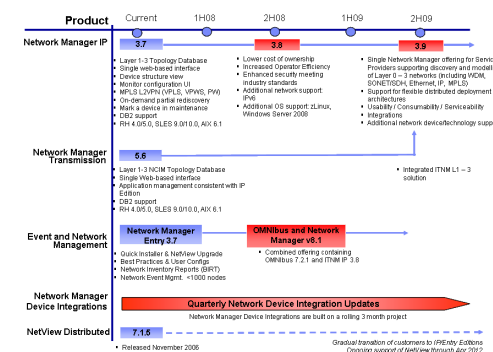 Product
Current
1H08
2H08
1H09
2H09
Network Manager IP
3.7
3.8
3.9
Layer 1-3 Topology Database
Single web-based interface
Device structure view
Monitor configuration UI
MPLS L2VPN (VPLS, VPWS, PW)
On-demand partial rediscovery
Mark a device in maintenance
DB2 support
RH 4.0/5.0, SLES 9.0/10.0, AIX 6.1
Lower cost of ownership
Increased Operator Efficiency
Enhanced security meeting
industry standards
Additional network support:
IPv6
Additional OS support: zLinux,
Windows Server 2008
Single Network Manager offering for Servic
Providers supporting discovery and modelli
of Layer 0 – 3 networks (including WDM,
SONET/SDH, Ethernet, IP, MPLS)
Support for flexible distributed deployment
architectures
Usability / Consumability / Serviceability
Integrations
Additional network device/technology supp
Network Manager
Transmission
5.6
Layer 1-3 NCIM Topology Database
Single Web-based interface
Application management consistent with IP
Edition
DB2 support
RH 4.0/5.0, SLES 9.0/10.0, AIX 6.1
Integrated ITNM L1 – 3
solution
Event and Network
Management
Network Manager
Entry 3.7
OMNIbus and Network
Manager v8.1
Quick Installer & NetView Upgrade
Best Practices & User Configs
Network Inventory Reports (BIRT)
Network Event Mgmt. <1000 nodes
Combined offering containing
OMNIbus 7.2.1 and ITNM IP 3.8
Network Manager
Device Integrations
Quarterly Network Device Integration Updates
Network Manager Device Integrations are built on a rolling 3 month project
NetView Distributed
7.1.5
Released November 2006
Gradual transition of customers to IP/Entry Editions
Ongoing support of NetView through Apr 2012